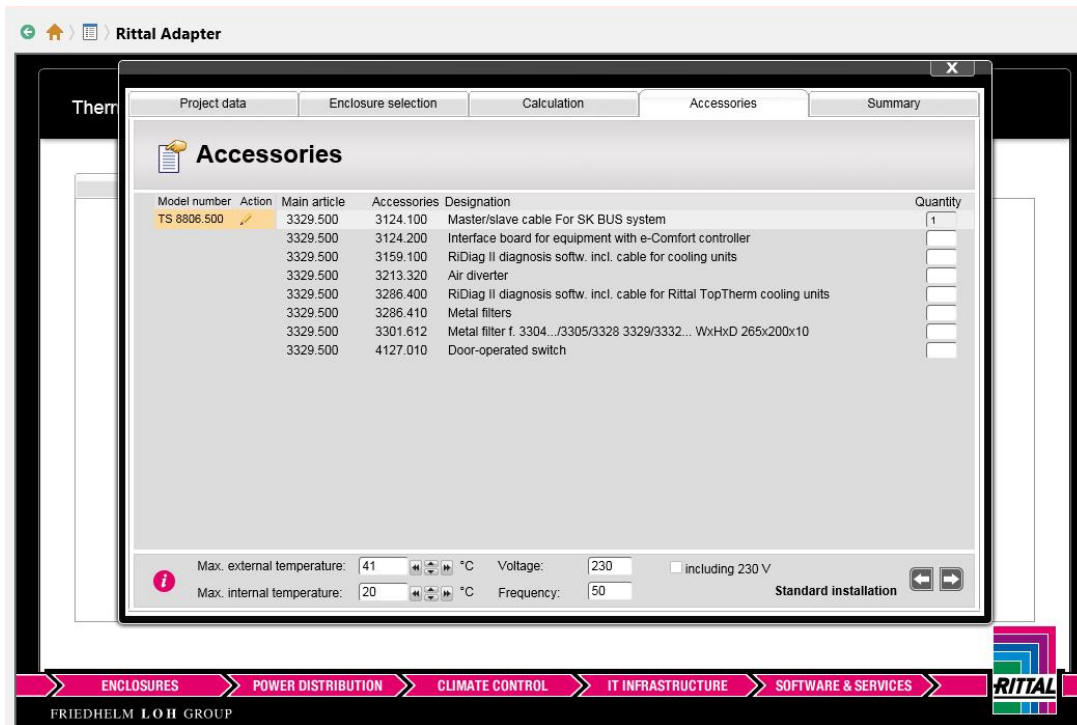 Rittal Adapter
X
Therm
Project data Enclosure selection Calculation Accessories Summary
Accessories
Model number Action Main article Accessories Designation Quantity
TS 8806.500 3329.500 3124.100 Master/slave cable For SK BUS system 1
3329.500 3124.200 Interface board for equipment with e-Comfort controller
3329.500 3159.100 RiDiag II diagnosis softw. incl. cable for cooling units
3329.500 3213.320 Air diverter
3329.500 3286.400 RiDiag II diagnosis softw. incl. cable for Rittal TopTherm cooling units
3329.500 3286.410 Metal filters
3329.500 3301.612 Metal filter f. 3304.../3305/3328 3329/3332... WxHxD 265x200x10
3329.500 4127.010 Door-operated switch
Max. external temperature: 41 °C Voltage: 230 including 230 V
Max. internal temperature: 20 °C Frequency: 50 Standard installation
ENCLOSURES POWER DISTRIBUTION CLIMATE CONTROL IT INFRASTRUCTURE SOFTWARE & SERVICES RITTAL
FRIEDHELM LOH GROUP